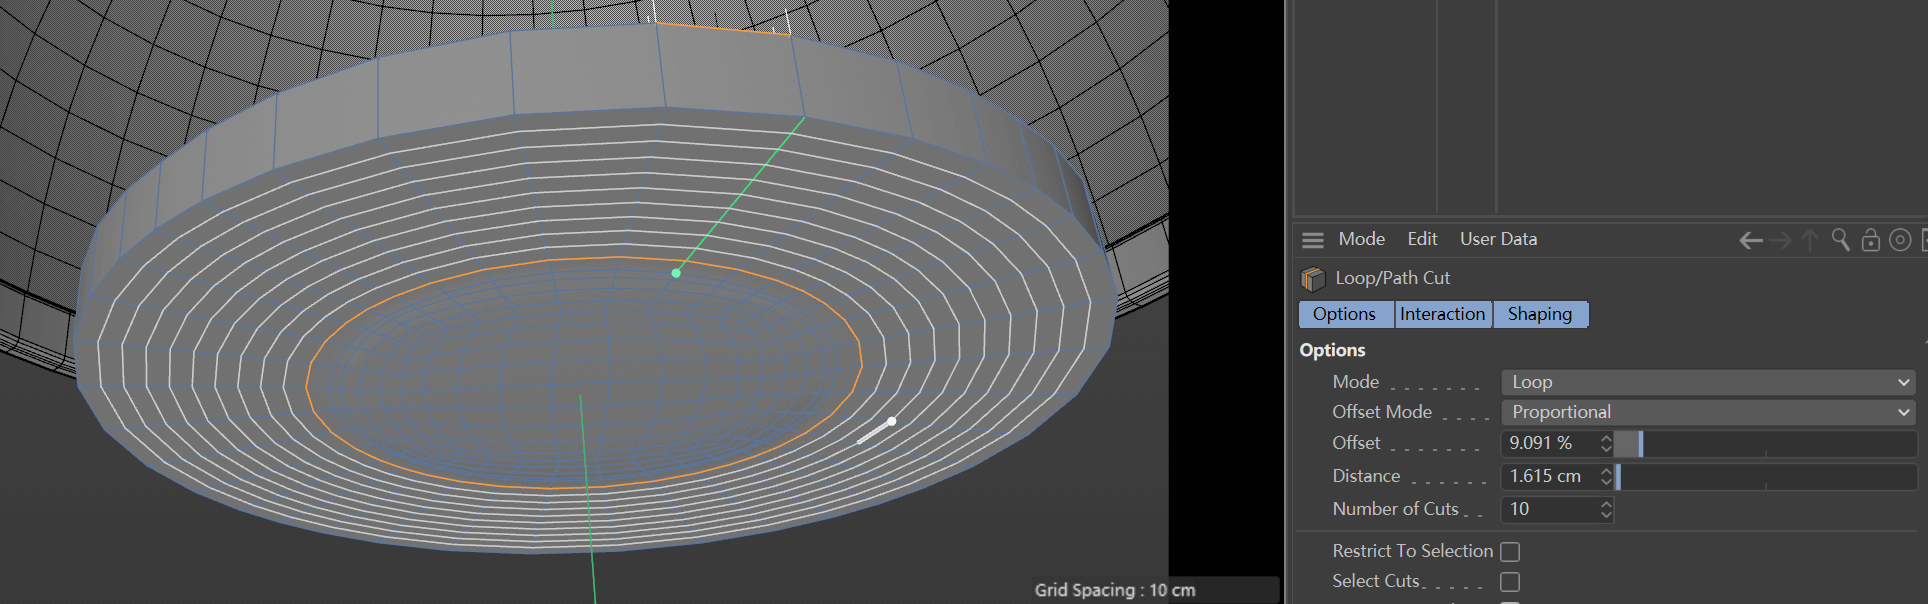 Mode Edit User Data
Loop/Path Cut
Options Interaction Shaping
Options
Mode Loop
Offset Mode Proportional
Offset 9.091 %
Distance 1.615 cm
Number of Cuts 10
Restrict To Selection
Select Cuts
Grid Spacing : 10 cm